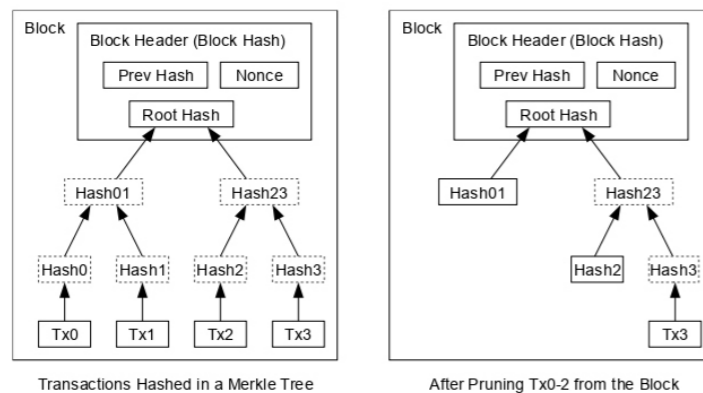 Block
Block Header (Block Hash)
Prev Hash
Nonce
Root Hash
Hash01
Hash23
Hash0
Hash1
Hash2
Hash3
Tx0
Tx1
Tx2
Tx3
Transactions Hashed in a Merkle Tree
Block
Block Header (Block Hash)
Prev Hash
Nonce
Root Hash
Hash01
Hash23
Hash2
Hash3
Tx3
After Pruning Tx0-2 from the Block